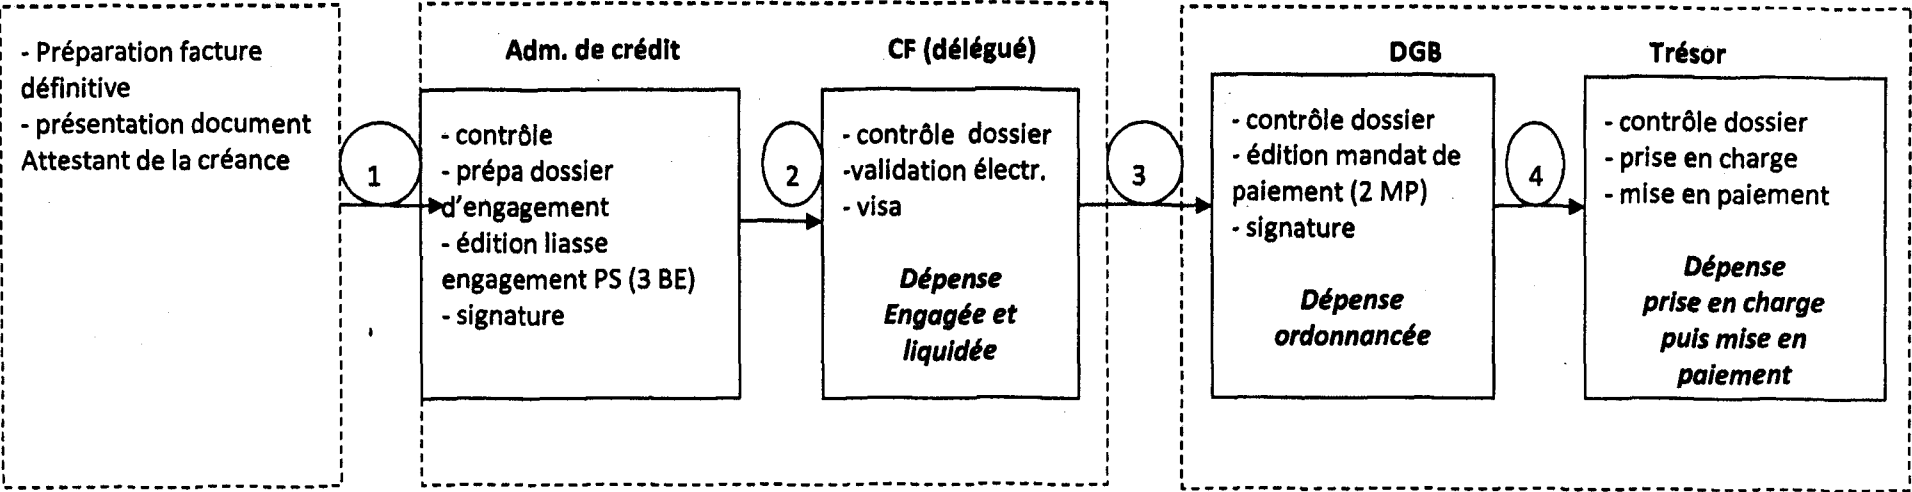 - Préparation facture
définitive
- présentation document
Attestant de la créance
1
Adm. de crédit
- contrôle
- prépa dossier
d'engagement
- édition liasse
engagement PS (3 BE)
- signature
2
CF (délégué)
- contrôle dossier
-validation électr.
- visa
Dépense
Engagée et
liquidée
3
DGB
- contrôle dossier
- édition mandat de
paiement (2 MP)
- signature
Dépense
ordonnancée
4
Trésor
- contrôle dossier
- prise en charge
- mise en paiement
Dépense
prise en charge
puis mise en
paiement